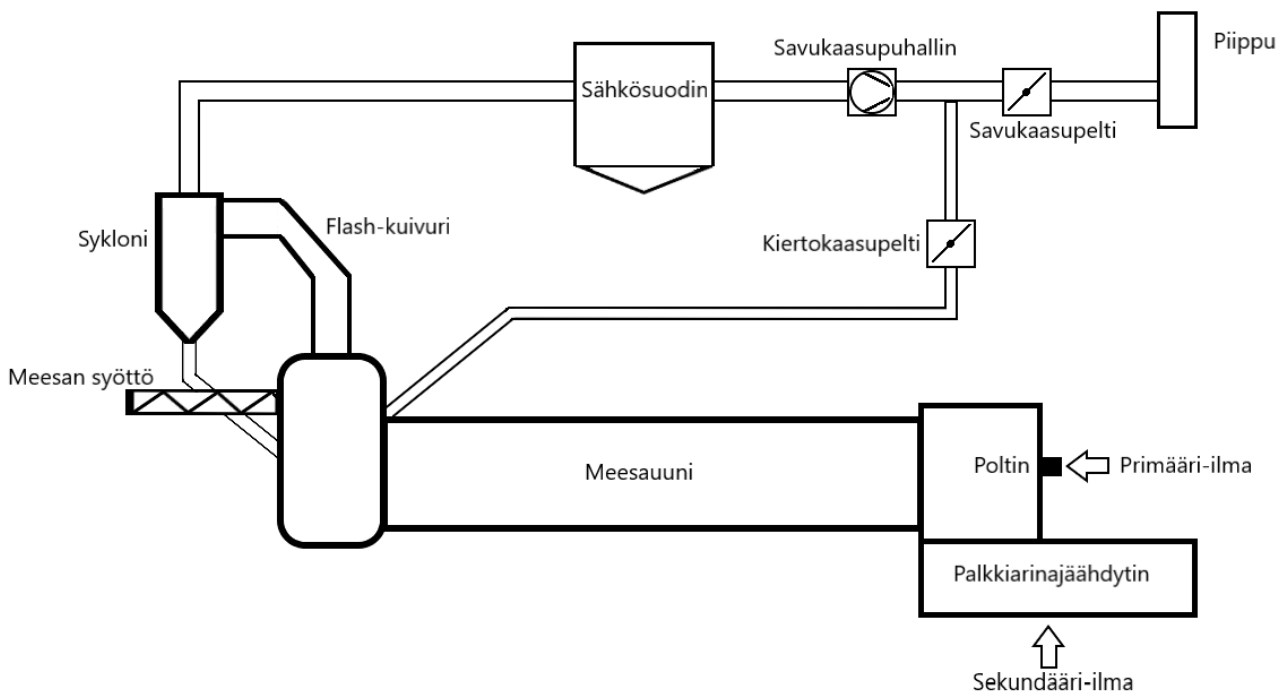 Savukaasupuhallin
Piippu
Sähkösuodin
Savukaasupelti
Sykloni
Flash-kuivuri
Kiertokaasupelti
Meesan syöttö
Meesauuni
Poltin
Primääri-ilma
Palkkiarinajäähdytin
Sekundääri-ilma